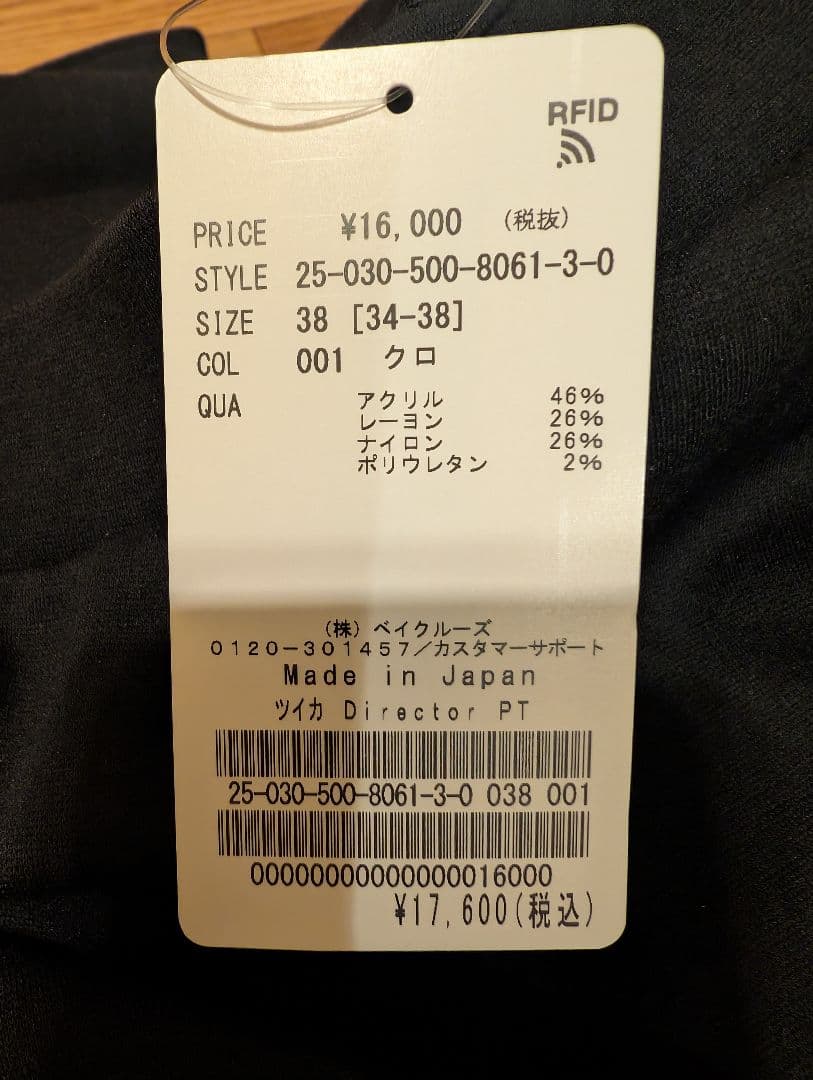 RFID
PRICE ¥16,000 (税抜)
STYLE 25-030-500-8061-3-0
SIZE 38 [34-38]
COL 001 クロ
QUA アクリル 46%
レーヨン 26%
ナイロン 26%
ポリウレタン 2%
(株) ベイクルーズ
0120-301457/カスタマーサポート
Made in Japan
ツイカ Director PT
25-030-500-8061-3-0 038 001
00000000000000016000
¥17,600(税込)